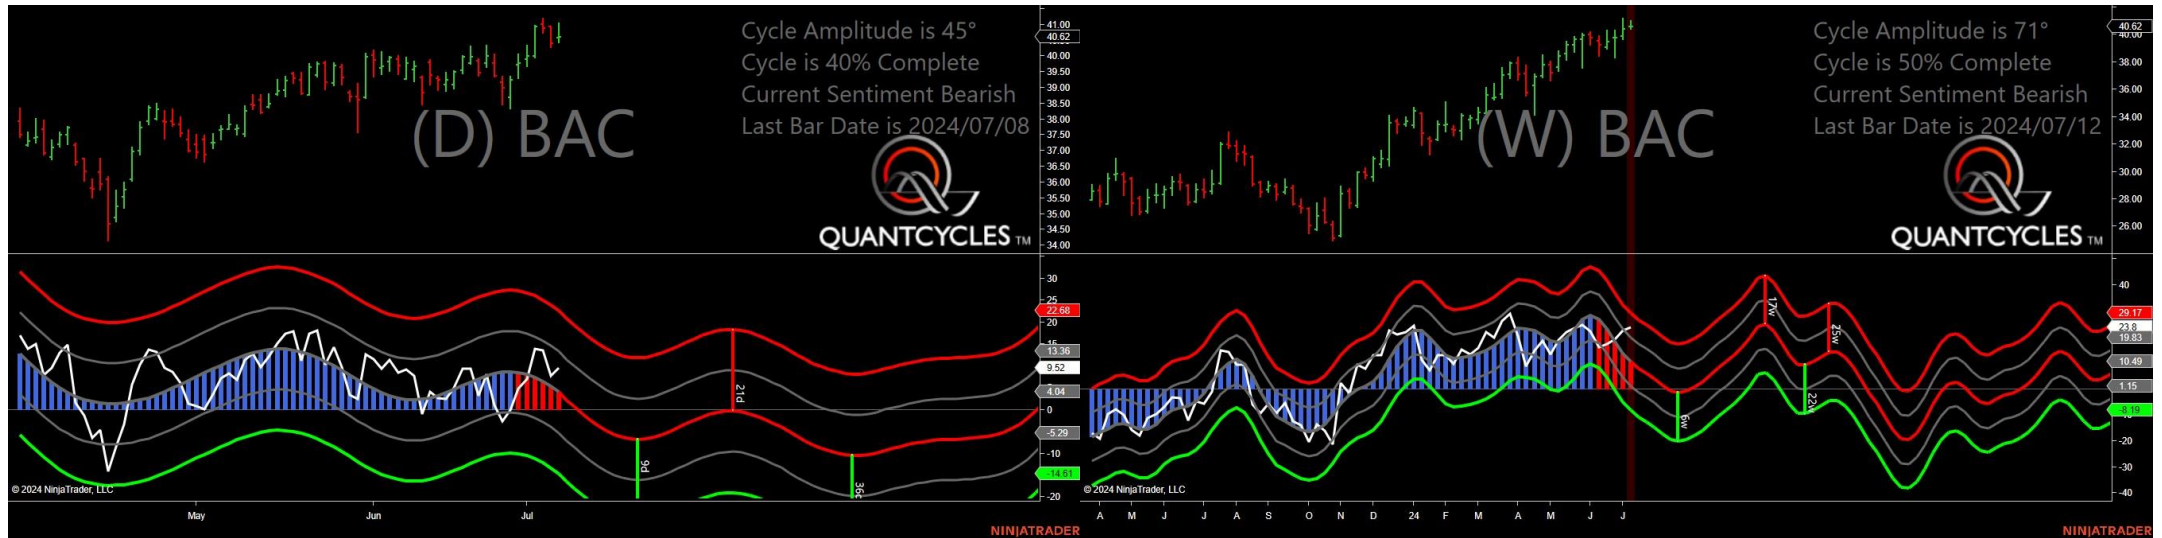 Cycle Amplitude is 45°
Cycle is 40% Complete
Current Sentiment Bearish
Last Bar Date is 2024/07/08
(D) BAC
QUANTCYCLES TM
41.00
40.62
40.00
39.50
39.00
38.50
38.00
37.50
37.00
36.50
36.00
35.50
35.00
34.50
34.00
30
25
22.68
20
15
13.36
9.52
4.04
0
-5.29
-10
-14.61
-20
21d
9d
© 2024 NinjaTrader, LLC
May
Jun
Jul
NINJATRADER
Cycle Amplitude is 71°
Cycle is 50% Complete
Current Sentiment Bearish
Last Bar Date is 2024/07/12
(W) BAC
QUANTCYCLES TM
40.62
40.00
38.00
36.00
34.00
32.00
30.00
28.00
26.00
40
29.17
23.8
19.83
10.49
1.15
-8.19
-20
-30
-40
17w
25w
6w
22w
© 2024 NinjaTrader, LLC
A M J J A S O N D 24 F M A M J J
NINJATRADER